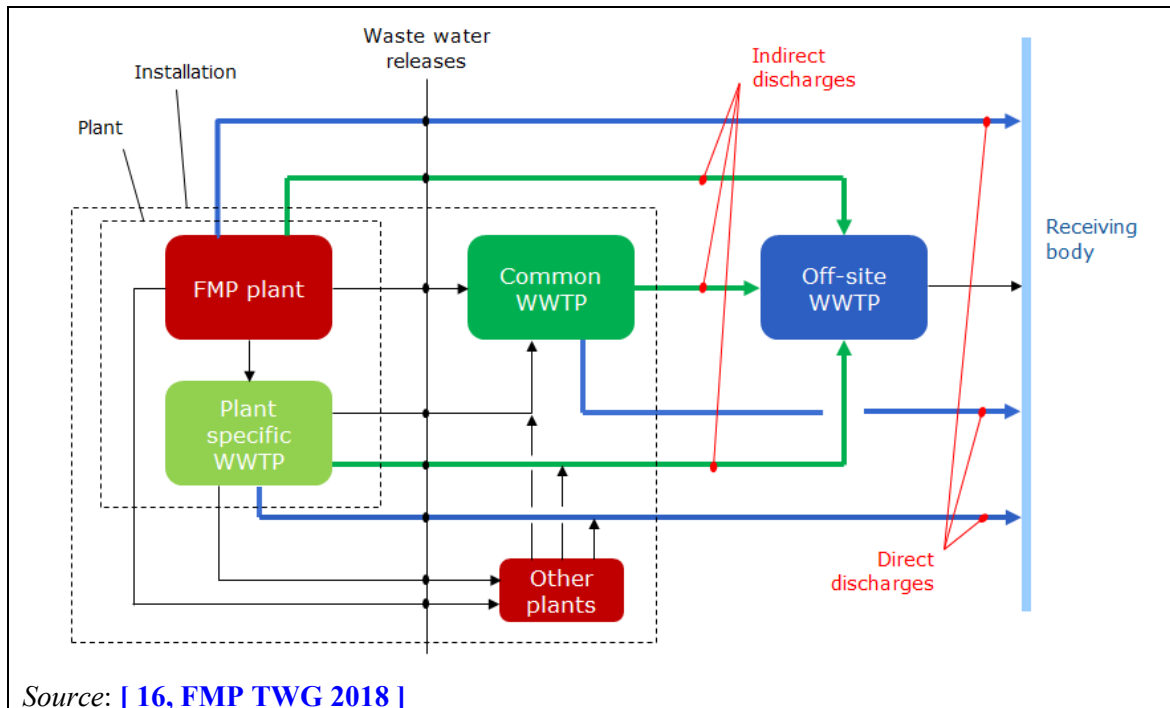 Waste water
releases
Installation
Plant
Indirect
discharges
FMP plant
Common
WWTP
Off-site
WWTP
Receiving
body
Plant
specific
WWTP
Other
plants
Direct
discharges
Source: [ 16, FMP TWG 2018 ]